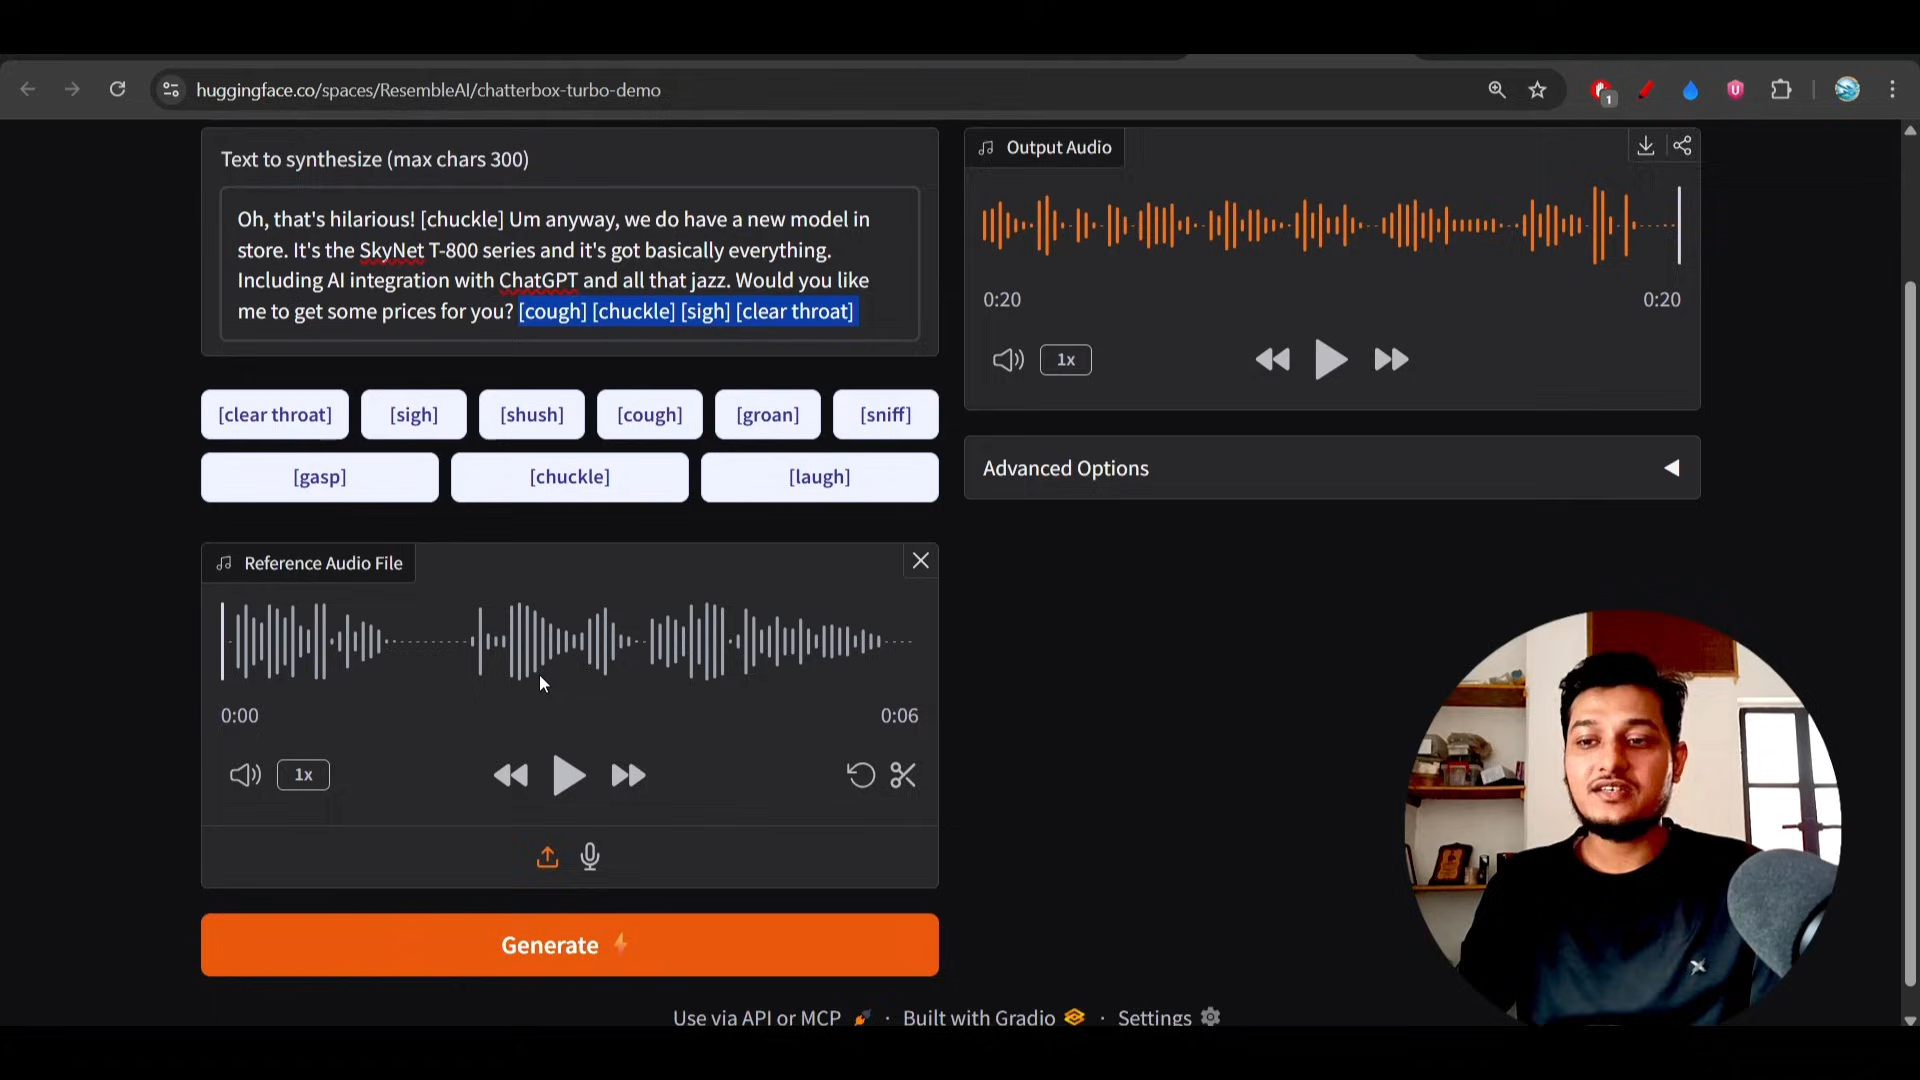 huggingface.co/spaces/ResembleAI/chatterbox-turbo-demo
1
Text to synthesize (max chars 300)
Oh, that's hilarious! [chuckle] Um anyway, we do have a new model in
store. It's the SkyNet T-800 series and it's got basically everything.
Including AI integration with ChatGPT and all that jazz. Would you like
me to get some prices for you? [cough] [chuckle] [sigh] [clear throat]
[clear throat] [sigh] [shush] [cough] [groan] [sniff]
[gasp] [chuckle] [laugh]
Reference Audio File
0:00 0:06
1x
Generate
Output Audio
0:20 0:20
1x
Advanced Options
Use via API or MCP · Built with Gradio · Settings